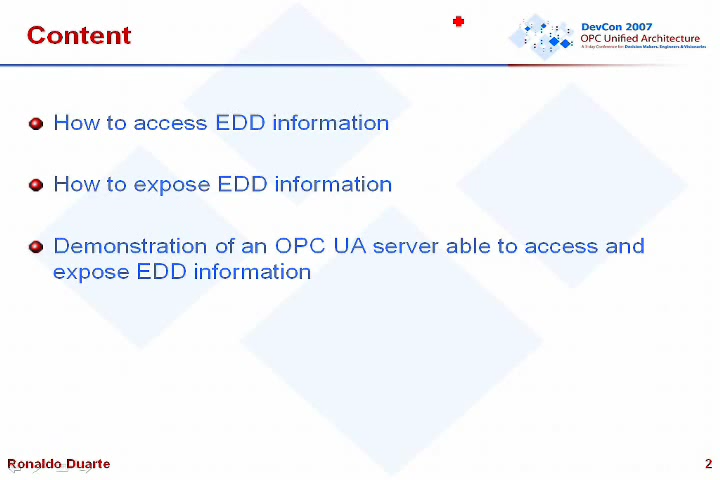 Content
DevCon 2007
OPC Unified Architecture
A 3-day Conference for Decision Makers, Engineers & Visionaries
How to access EDD information
How to expose EDD information
Demonstration of an OPC UA server able to access and
expose EDD information
Ronaldo Duarte
2